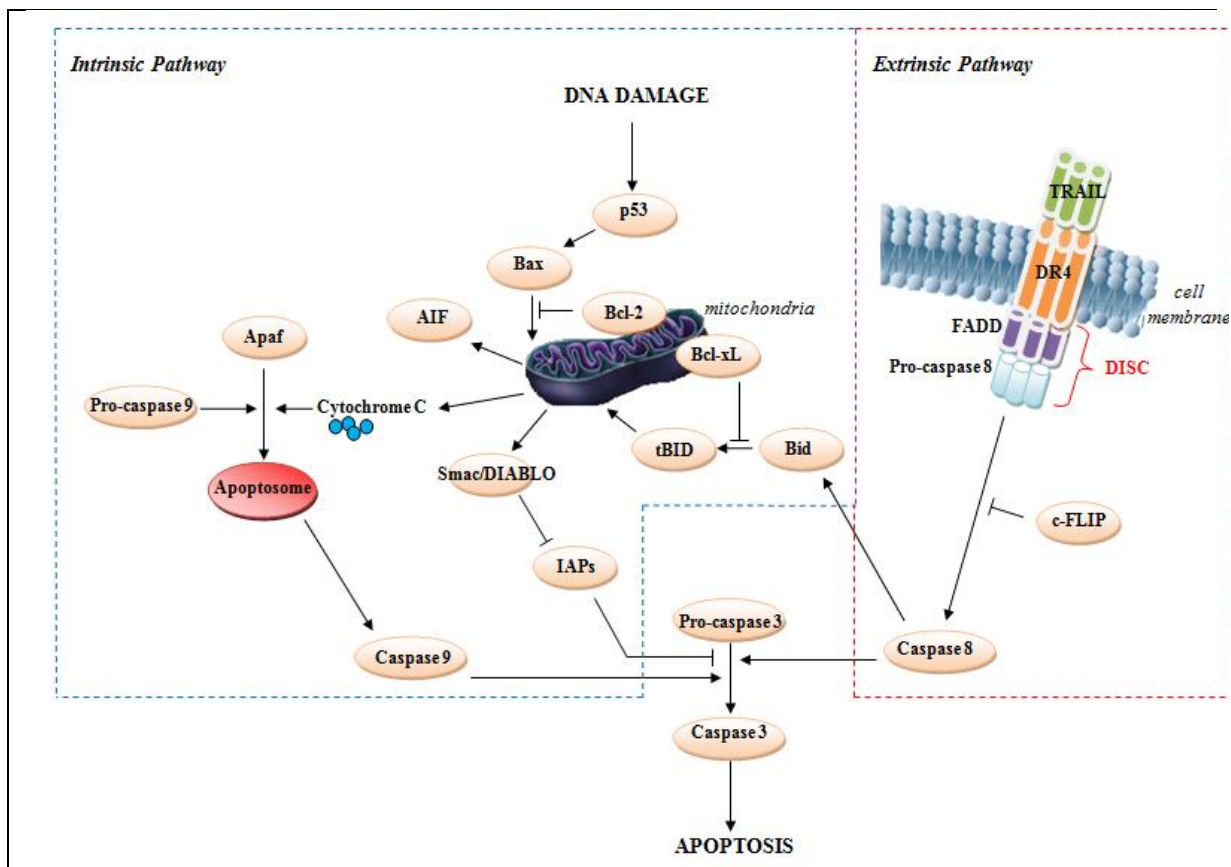 Intrinsic Pathway
Extrinsic Pathway
DNA DAMAGE
p53
TRAIL
Bax
DR4
AIF
Bcl-2
mitochondria
cell
membrane
Apaf
FADD
Bcl-xL
Pro-caspase 8
DISC
Pro-caspase 9
Cytochrome C
tBID
Bid
Smac/DIABLO
Apoptosome
c-FLIP
IAPs
Pro-caspase 3
Caspase 9
Caspase 8
Caspase 3
APOPTOSIS